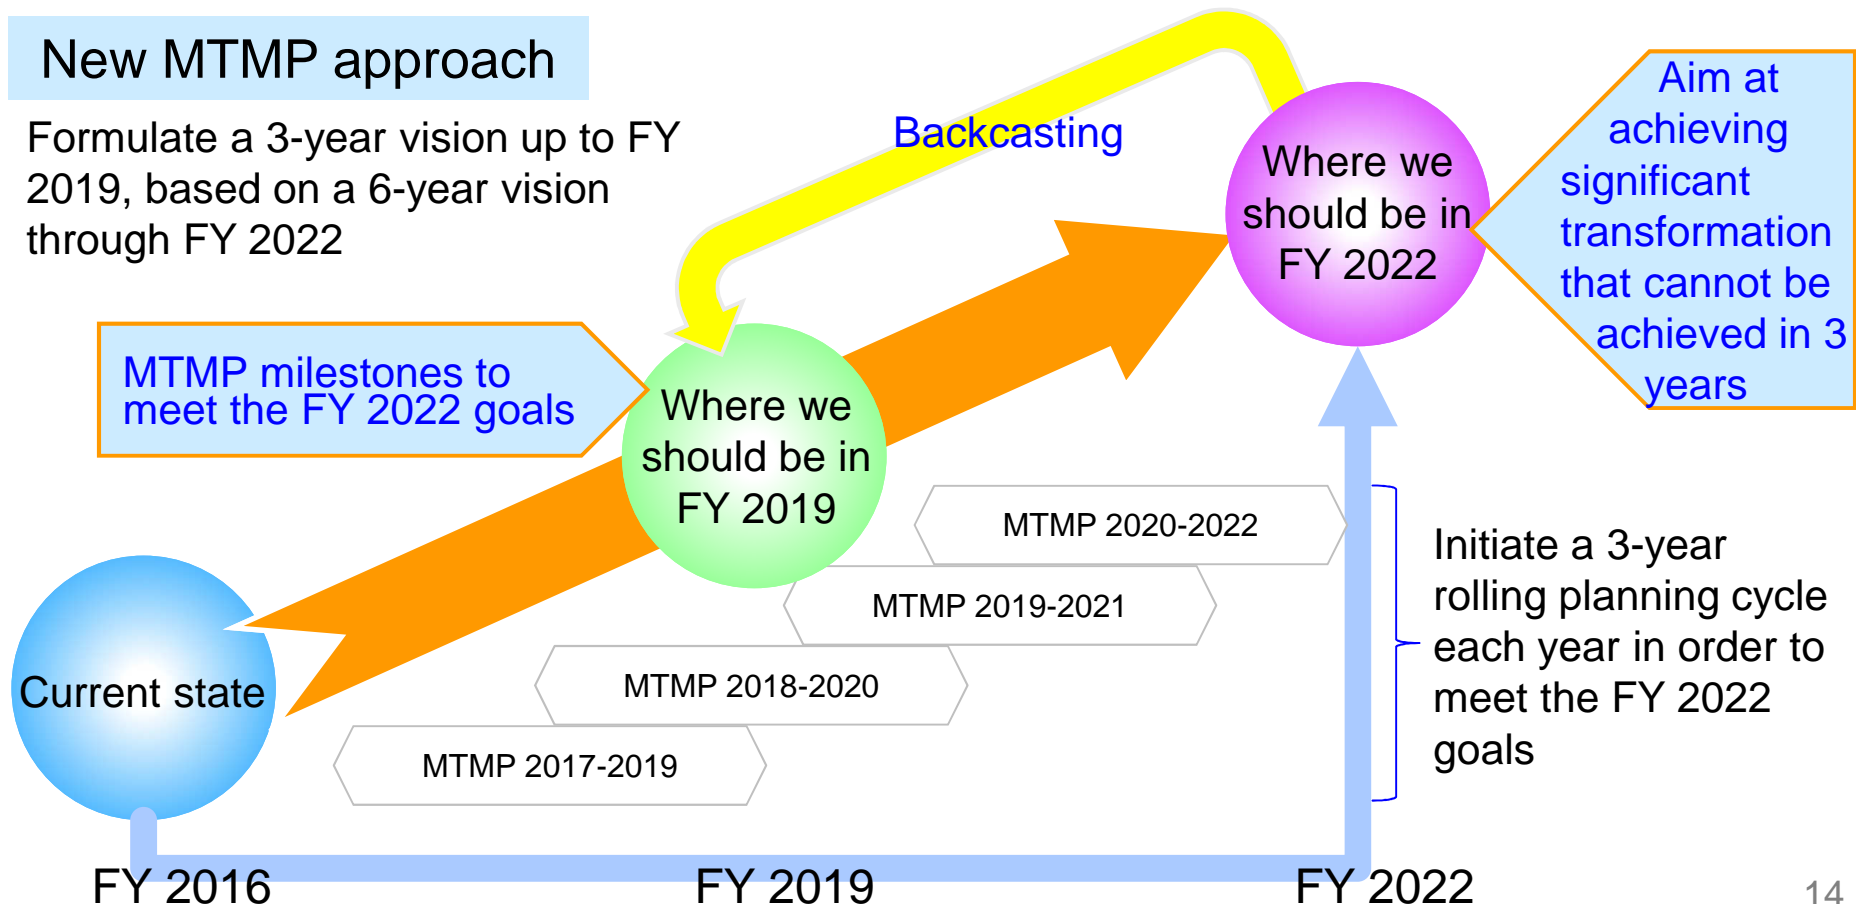 New MTMP approach
Formulate a 3-year vision up to FY
2019, based on a 6-year vision
through FY 2022
Backcasting
Where we
should be in
FY 2022
Aim at
achieving
significant
transformation
that cannot be
achieved in 3
years
MTMP milestones to
meet the FY 2022 goals
Where we
should be in
FY 2019
Current state
MTMP 2020-2022
MTMP 2019-2021
MTMP 2018-2020
MTMP 2017-2019
Initiate a 3-year
rolling planning cycle
each year in order to
meet the FY 2022
goals
FY 2016
FY 2019
FY 2022
14